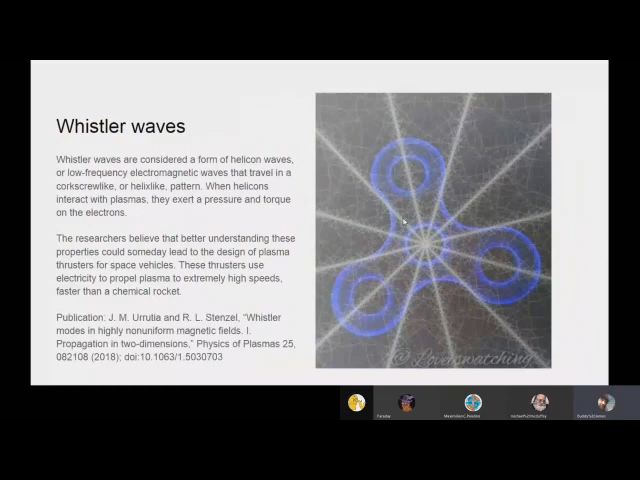 Whistler waves
Whistler waves are considered a form of helicon waves,
or low-frequency electromagnetic waves that travel in a
corkscrewlike, or helixlike, pattern. When helicons
interact with plasmas, they exert a pressure and torque
on the electrons.
The researchers believe that better understanding these
properties could someday lead to the design of plasma
thrusters for space vehicles. These thrusters use
electricity to propel plasma to extremely high speeds,
faster than a chemical rocket.
Publication: J. M. Urrutia and R. L. Stenzel, “Whistler
modes in highly nonuniform magnetic fields. I.
Propagation in two-dimensions,” Physics of Plasmas 25,
082108 (2018); doi:10.1063/1.5030703
Faraday